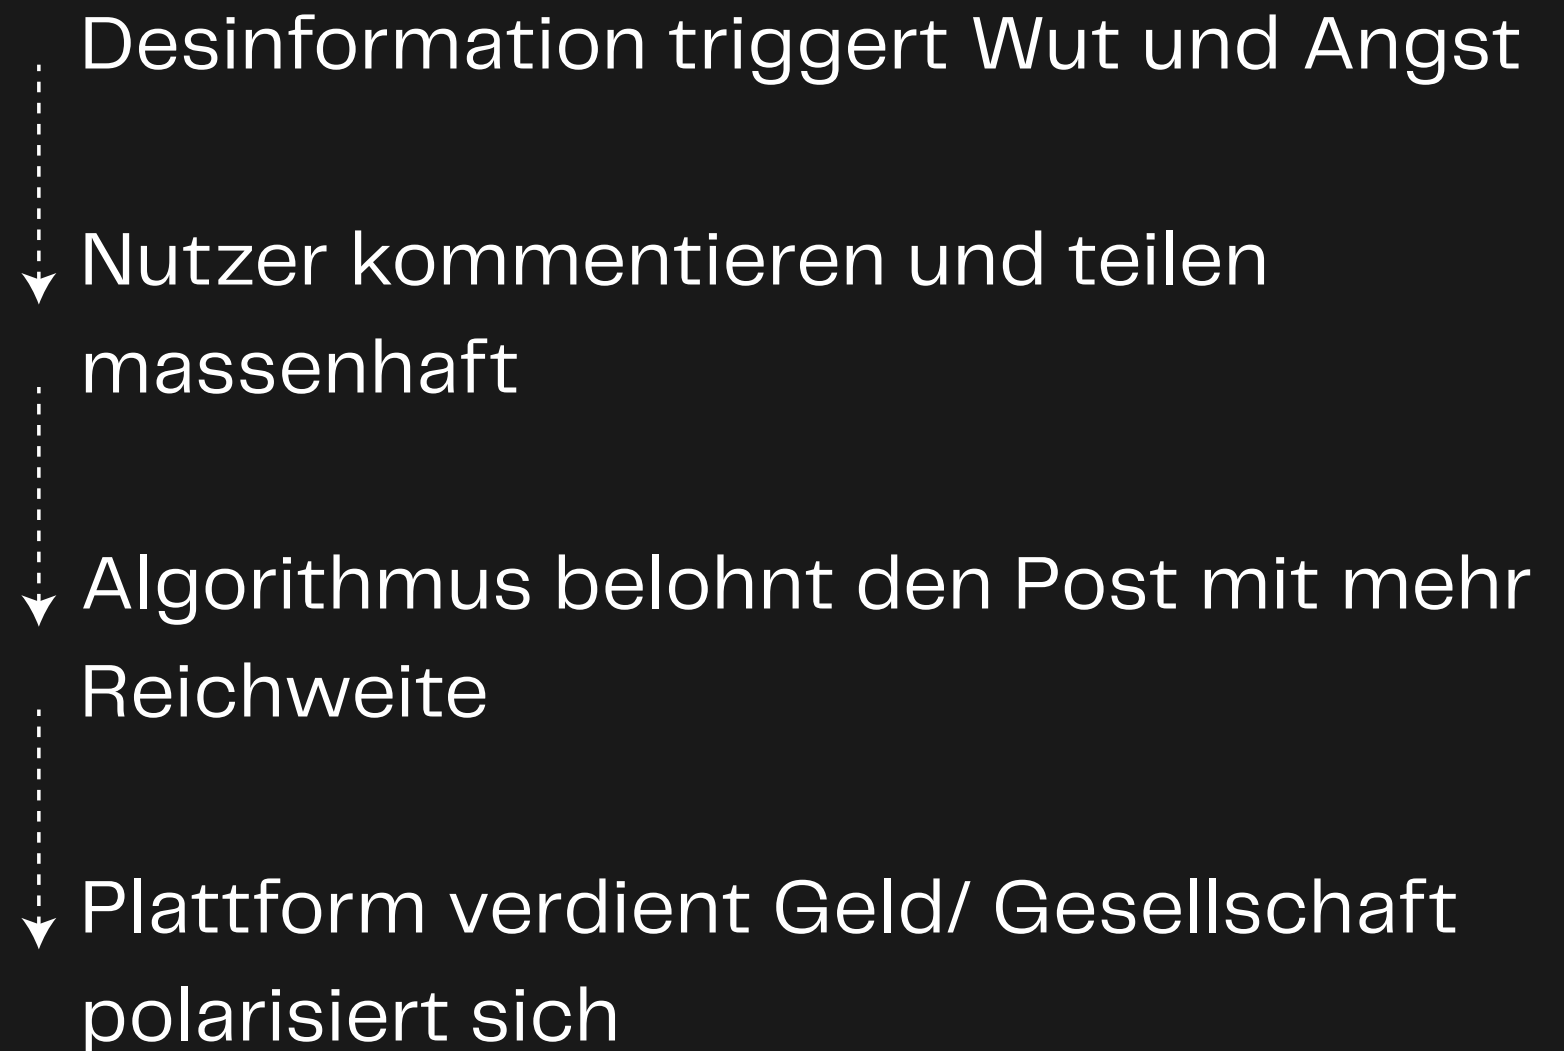 Desinformation triggert Wut und Angst
Nutzer kommentieren und teilen
massenhaft
Algorithmus belohnt den Post mit mehr
Reichweite
Plattform verdient Geld/ Gesellschaft
polarisiert sich